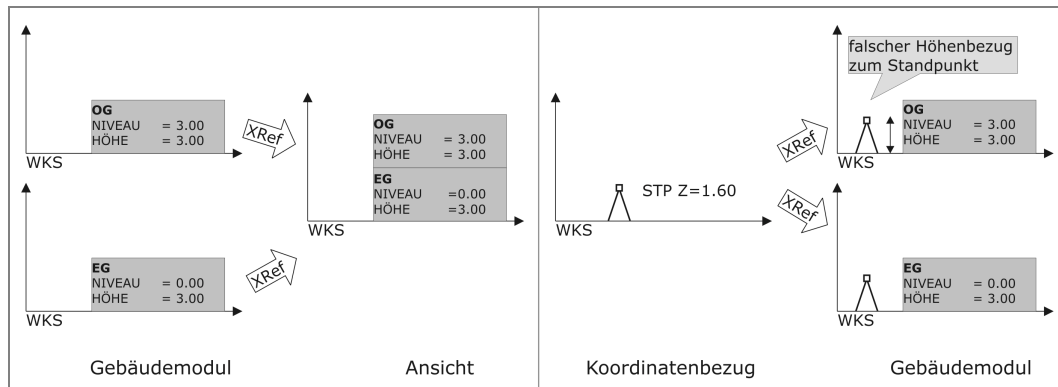 OG
NIVEAU = 3.00
HÖHE = 3.00
WKS
XRef
EG
NIVEAU = 0.00
HÖHE = 3.00
WKS
XRef
Gebäudemodul
OG
NIVEAU = 3.00
HÖHE = 3.00
EG
NIVEAU =0.00
HÖHE =3.00
WKS
Ansicht
STP Z=1.60
WKS
Koordinatenbezug
XRef
XRef
falscher Höhenbezug
zum Standpunkt
OG
NIVEAU = 3.00
HÖHE = 3.00
WKS
EG
NIVEAU = 0.00
HÖHE = 3.00
WKS
Gebäudemodul